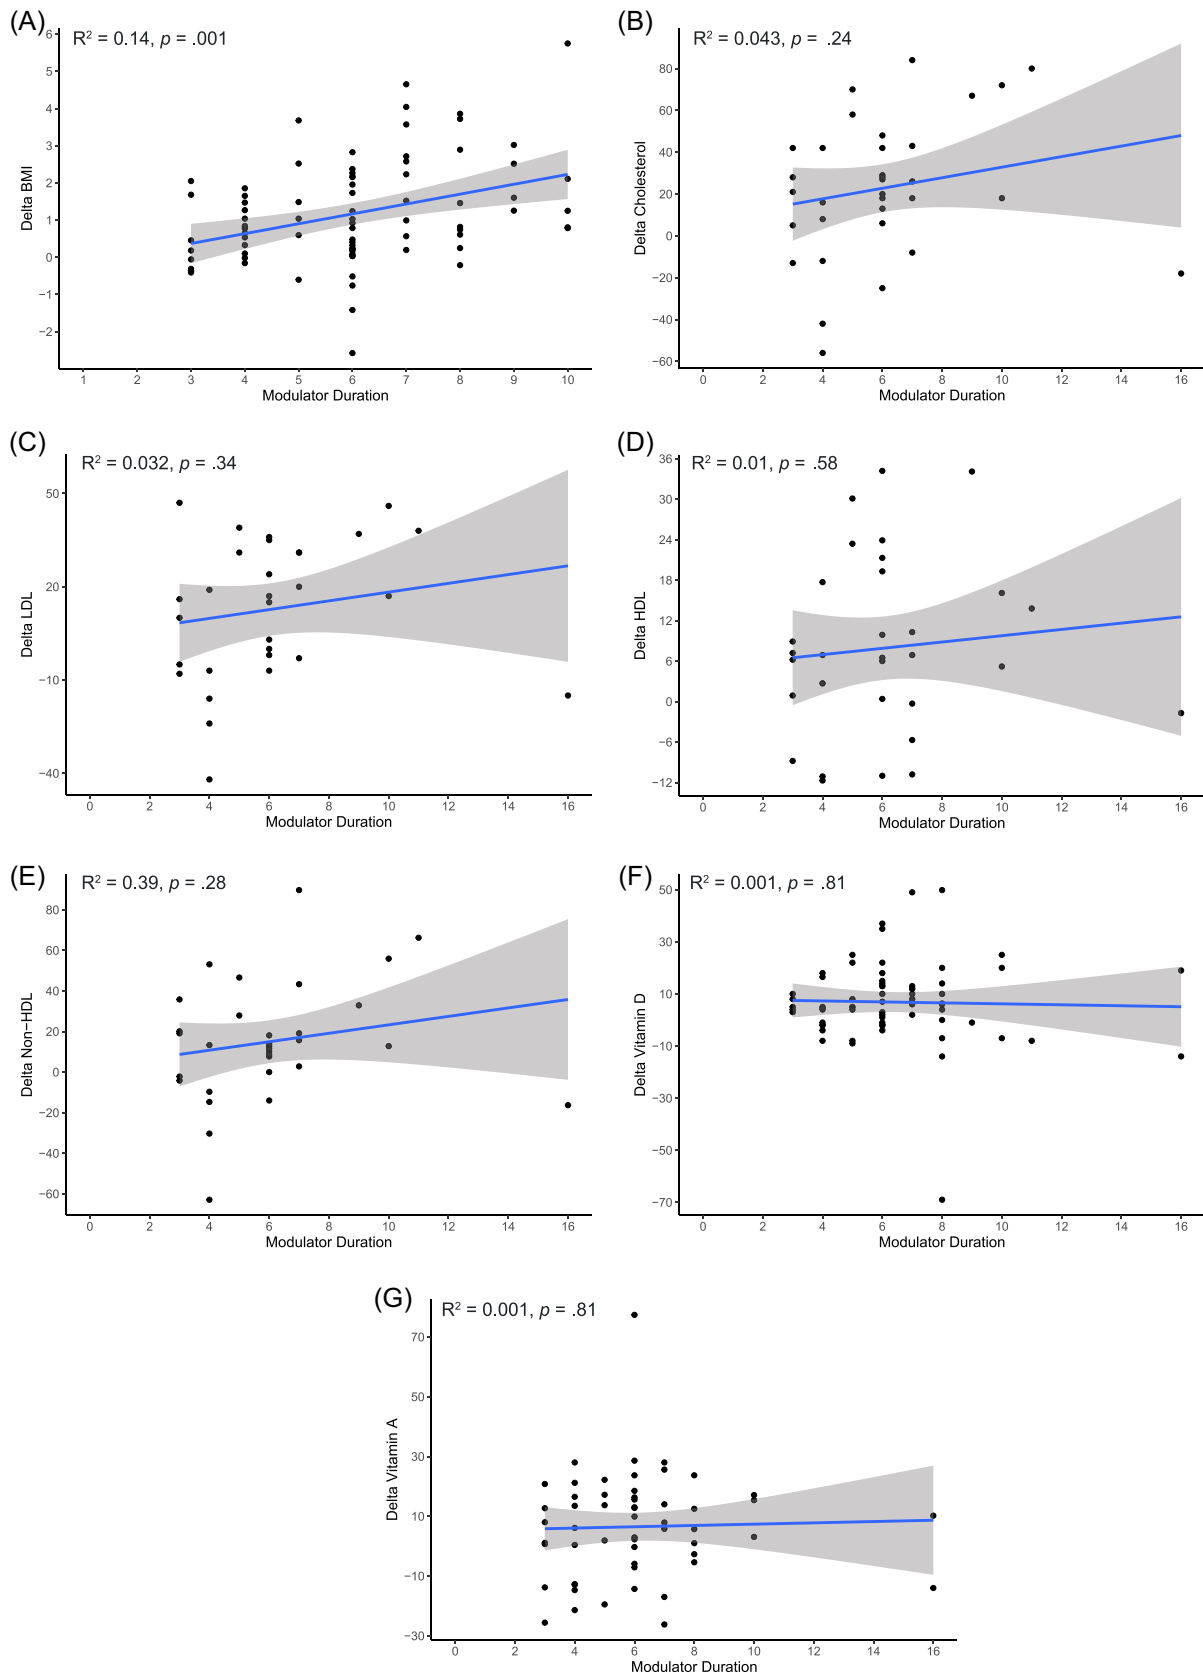 (A)
R² = 0.14, p = .001
6
5
4
3
2
1
0
−1
−2
Delta BMI
1 2 3 4 5 6 7 8 9 10
Modulator Duration
(B)
R² = 0.043, p = .24
80
60
40
20
0
−20
−40
−60
Delta Cholesterol
0 2 4 6 8 10 12 14 16
Modulator Duration
(C)
R² = 0.032, p = .34
50
20
−10
−40
Delta LDL
0 2 4 6 8 10 12 14 16
Modulator Duration
(D)
R² = 0.01, p = .58
36
30
24
18
12
6
0
−6
−12
Delta HDL
0 2 4 6 8 10 12 14 16
Modulator Duration
(E)
R² = 0.39, p = .28
80
60
40
20
0
−20
−40
−60
Delta Non−HDL
0 2 4 6 8 10 12 14 16
Modulator Duration
(F)
R² = 0.001, p = .81
50
30
10
−10
−30
−50
−70
Delta Vitamin D
0 2 4 6 8 10 12 14 16
Modulator Duration
(G)
R² = 0.001, p = .81
70
50
30
10
−10
−30
Delta Vitamin A
0 2 4 6 8 10 12 14 16
Modulator Duration